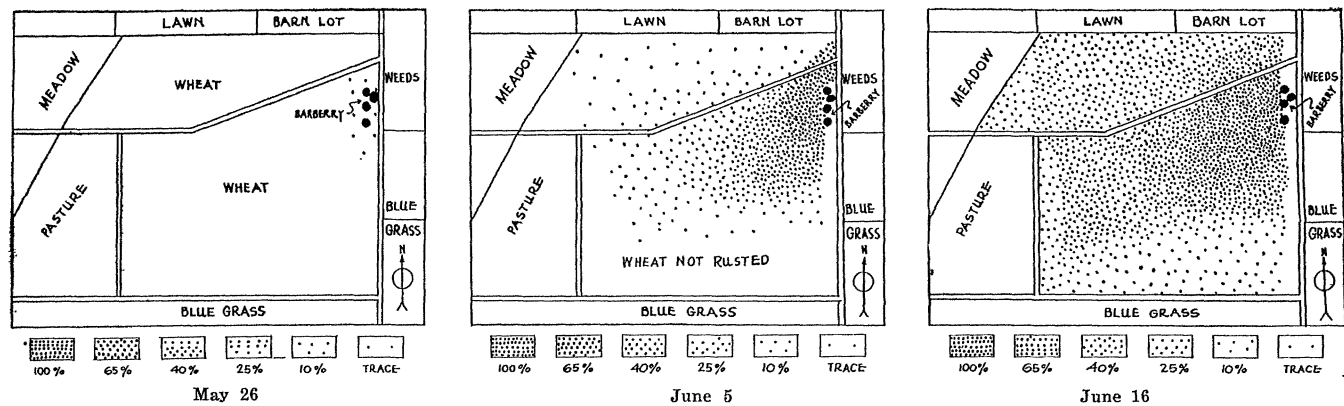 LAWN
BARN LOT
MEADOW
WHEAT
WEEDS
BARBERRY
WHEAT
PASTURE
BLUE
GRASS
N
BLUE GRASS
100% 65% 40% 25% 10% TRACE
May 26
LAWN
BARN LOT
MEADOW
WEEDS
BARBERRY
PASTURE
BLUE
GRASS
N
WHEAT NOT RUSTED
BLUE GRASS
100% 65% 40% 25% 10% TRACE
June 5
LAWN
BARN LOT
MEADOW
WEEDS
BARBERRY
PASTURE
BLUE
GRASS
N
BLUE GRASS
100% 65% 40% 25% 10% TRACE
June 16